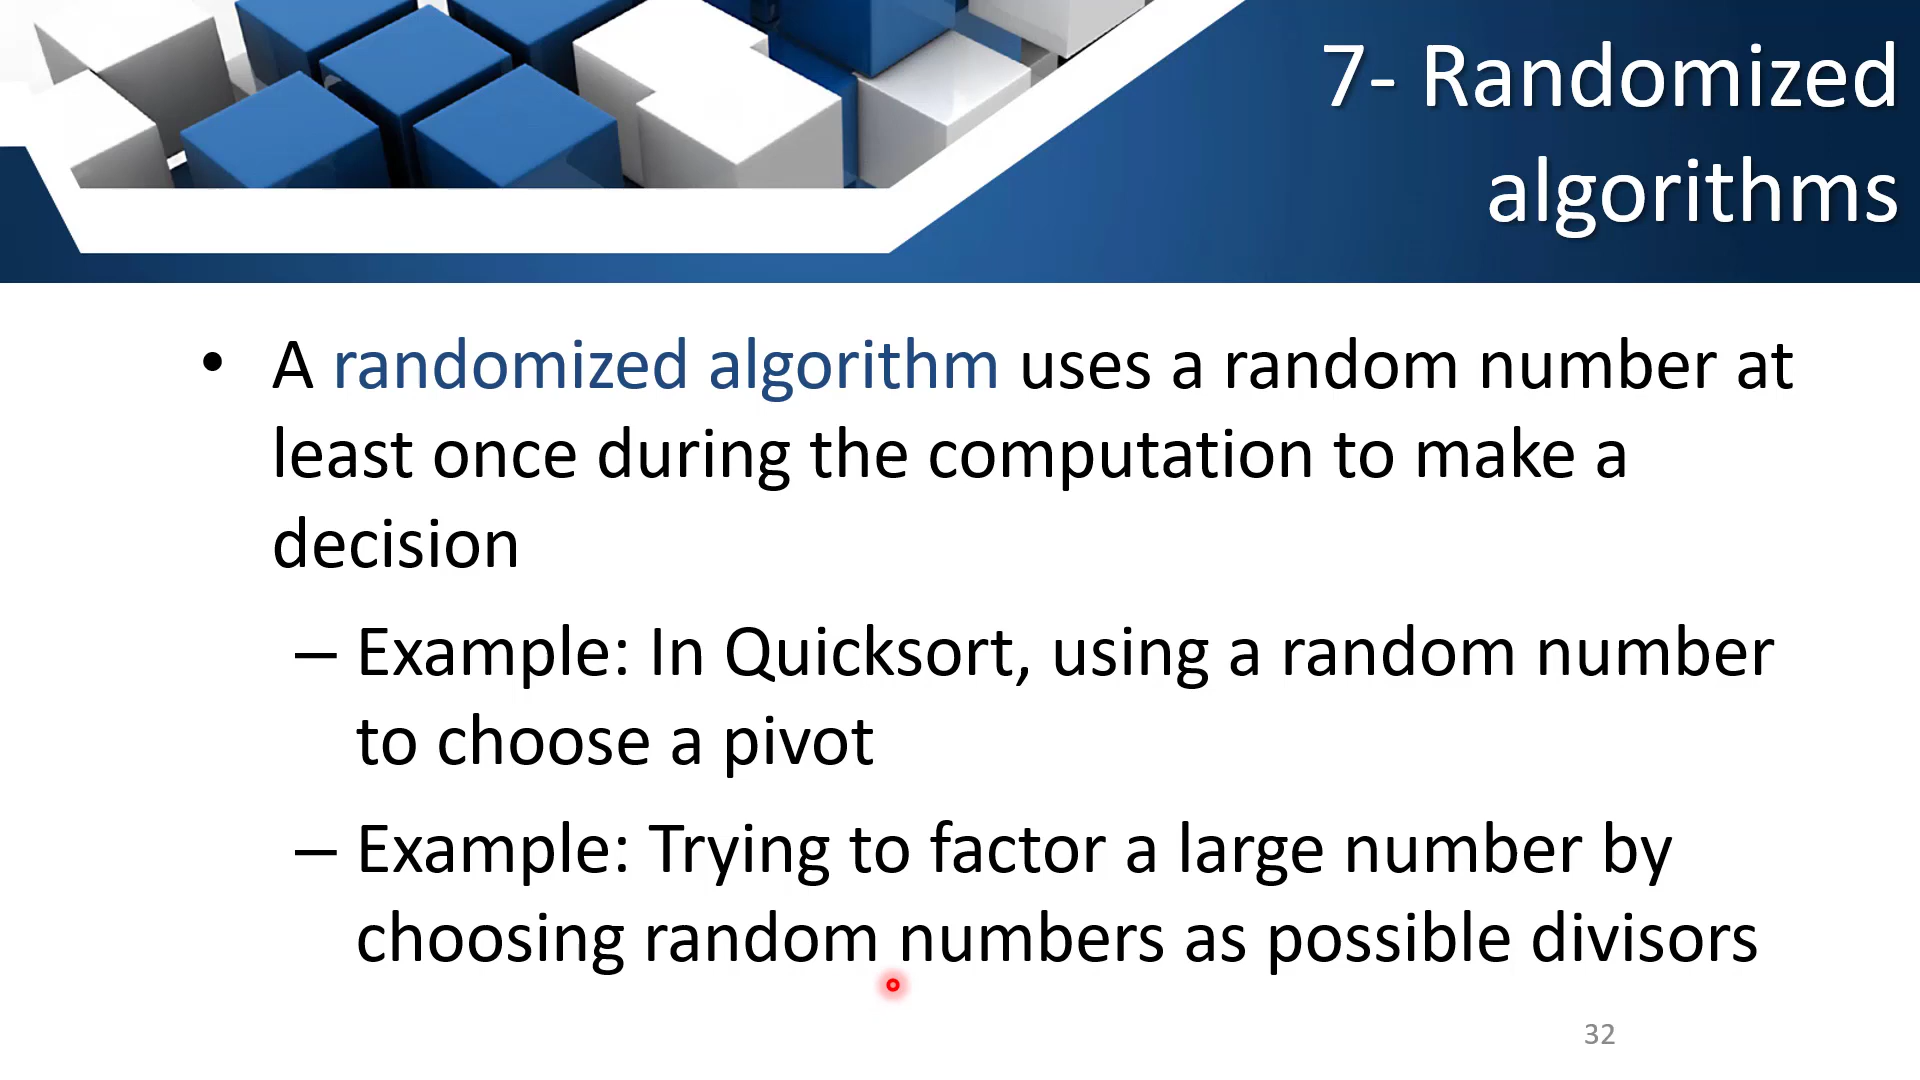 7- Randomized
algorithms
• A randomized algorithm uses a random number at
least once during the computation to make a
decision
– Example: In Quicksort, using a random number
to choose a pivot
– Example: Trying to factor a large number by
choosing random numbers as possible divisors
32